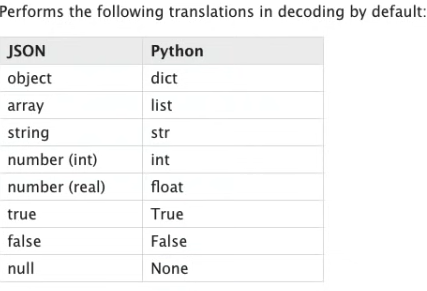 Performs the following translations in decoding by default:
JSON Python
object dict
array list
string str
number (int) int
number (real) float
true True
false False
null None